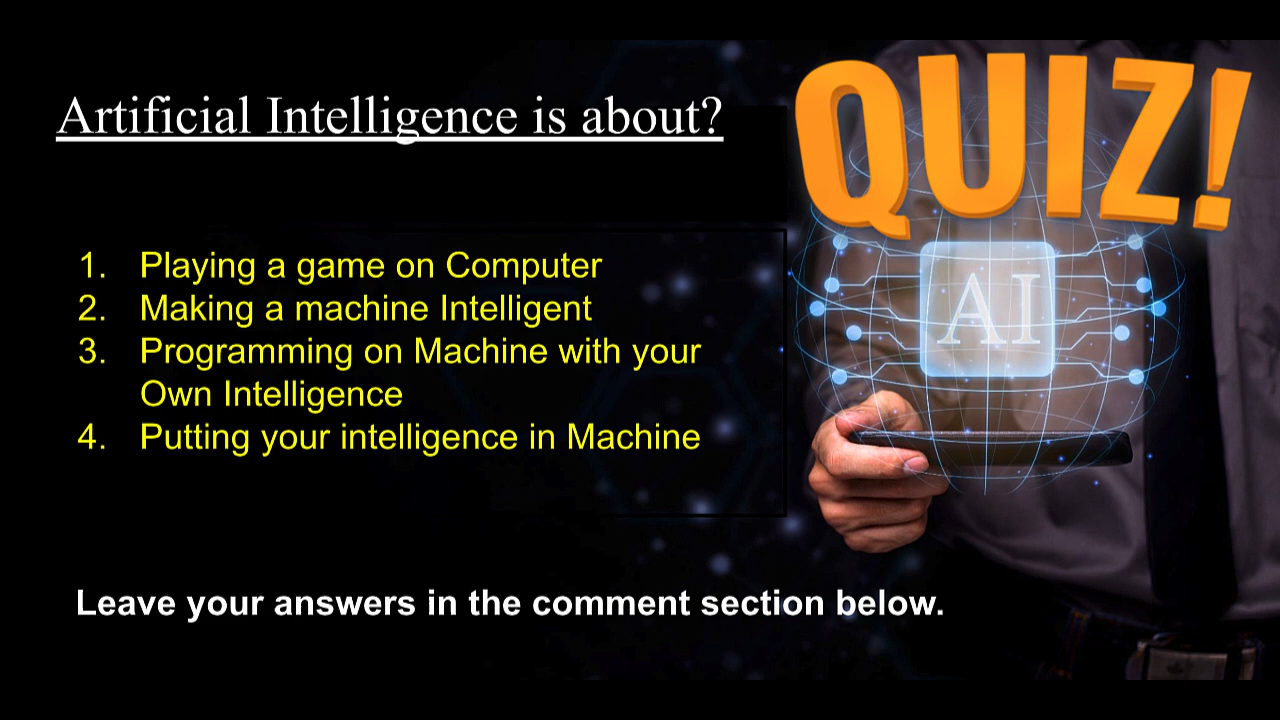 QUIZ!
Artificial Intelligence is about?
1. Playing a game on Computer
2. Making a machine Intelligent
3. Programming on Machine with your
Own Intelligence
4. Putting your intelligence in Machine
AI
Leave your answers in the comment section below.